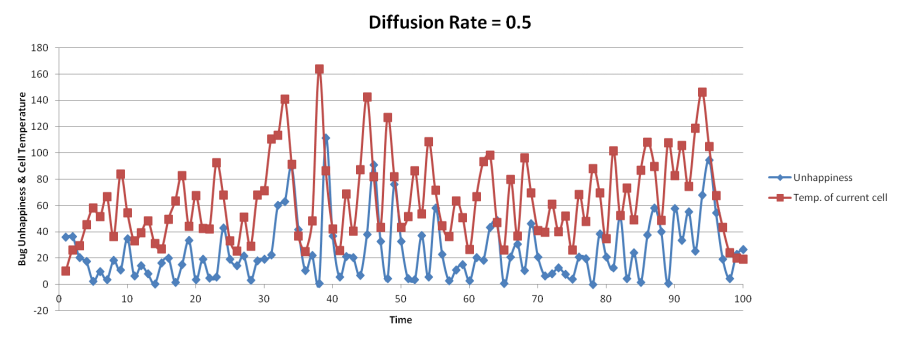 Diffusion Rate = 0.5
180
160
140
120
100
80
60
40
20
0
-20
Bug Unhappiness & Cell Temperature
0 10 20 30 40 50 60 70 80 90 100
Time
Unhappiness
Temp. of current cell